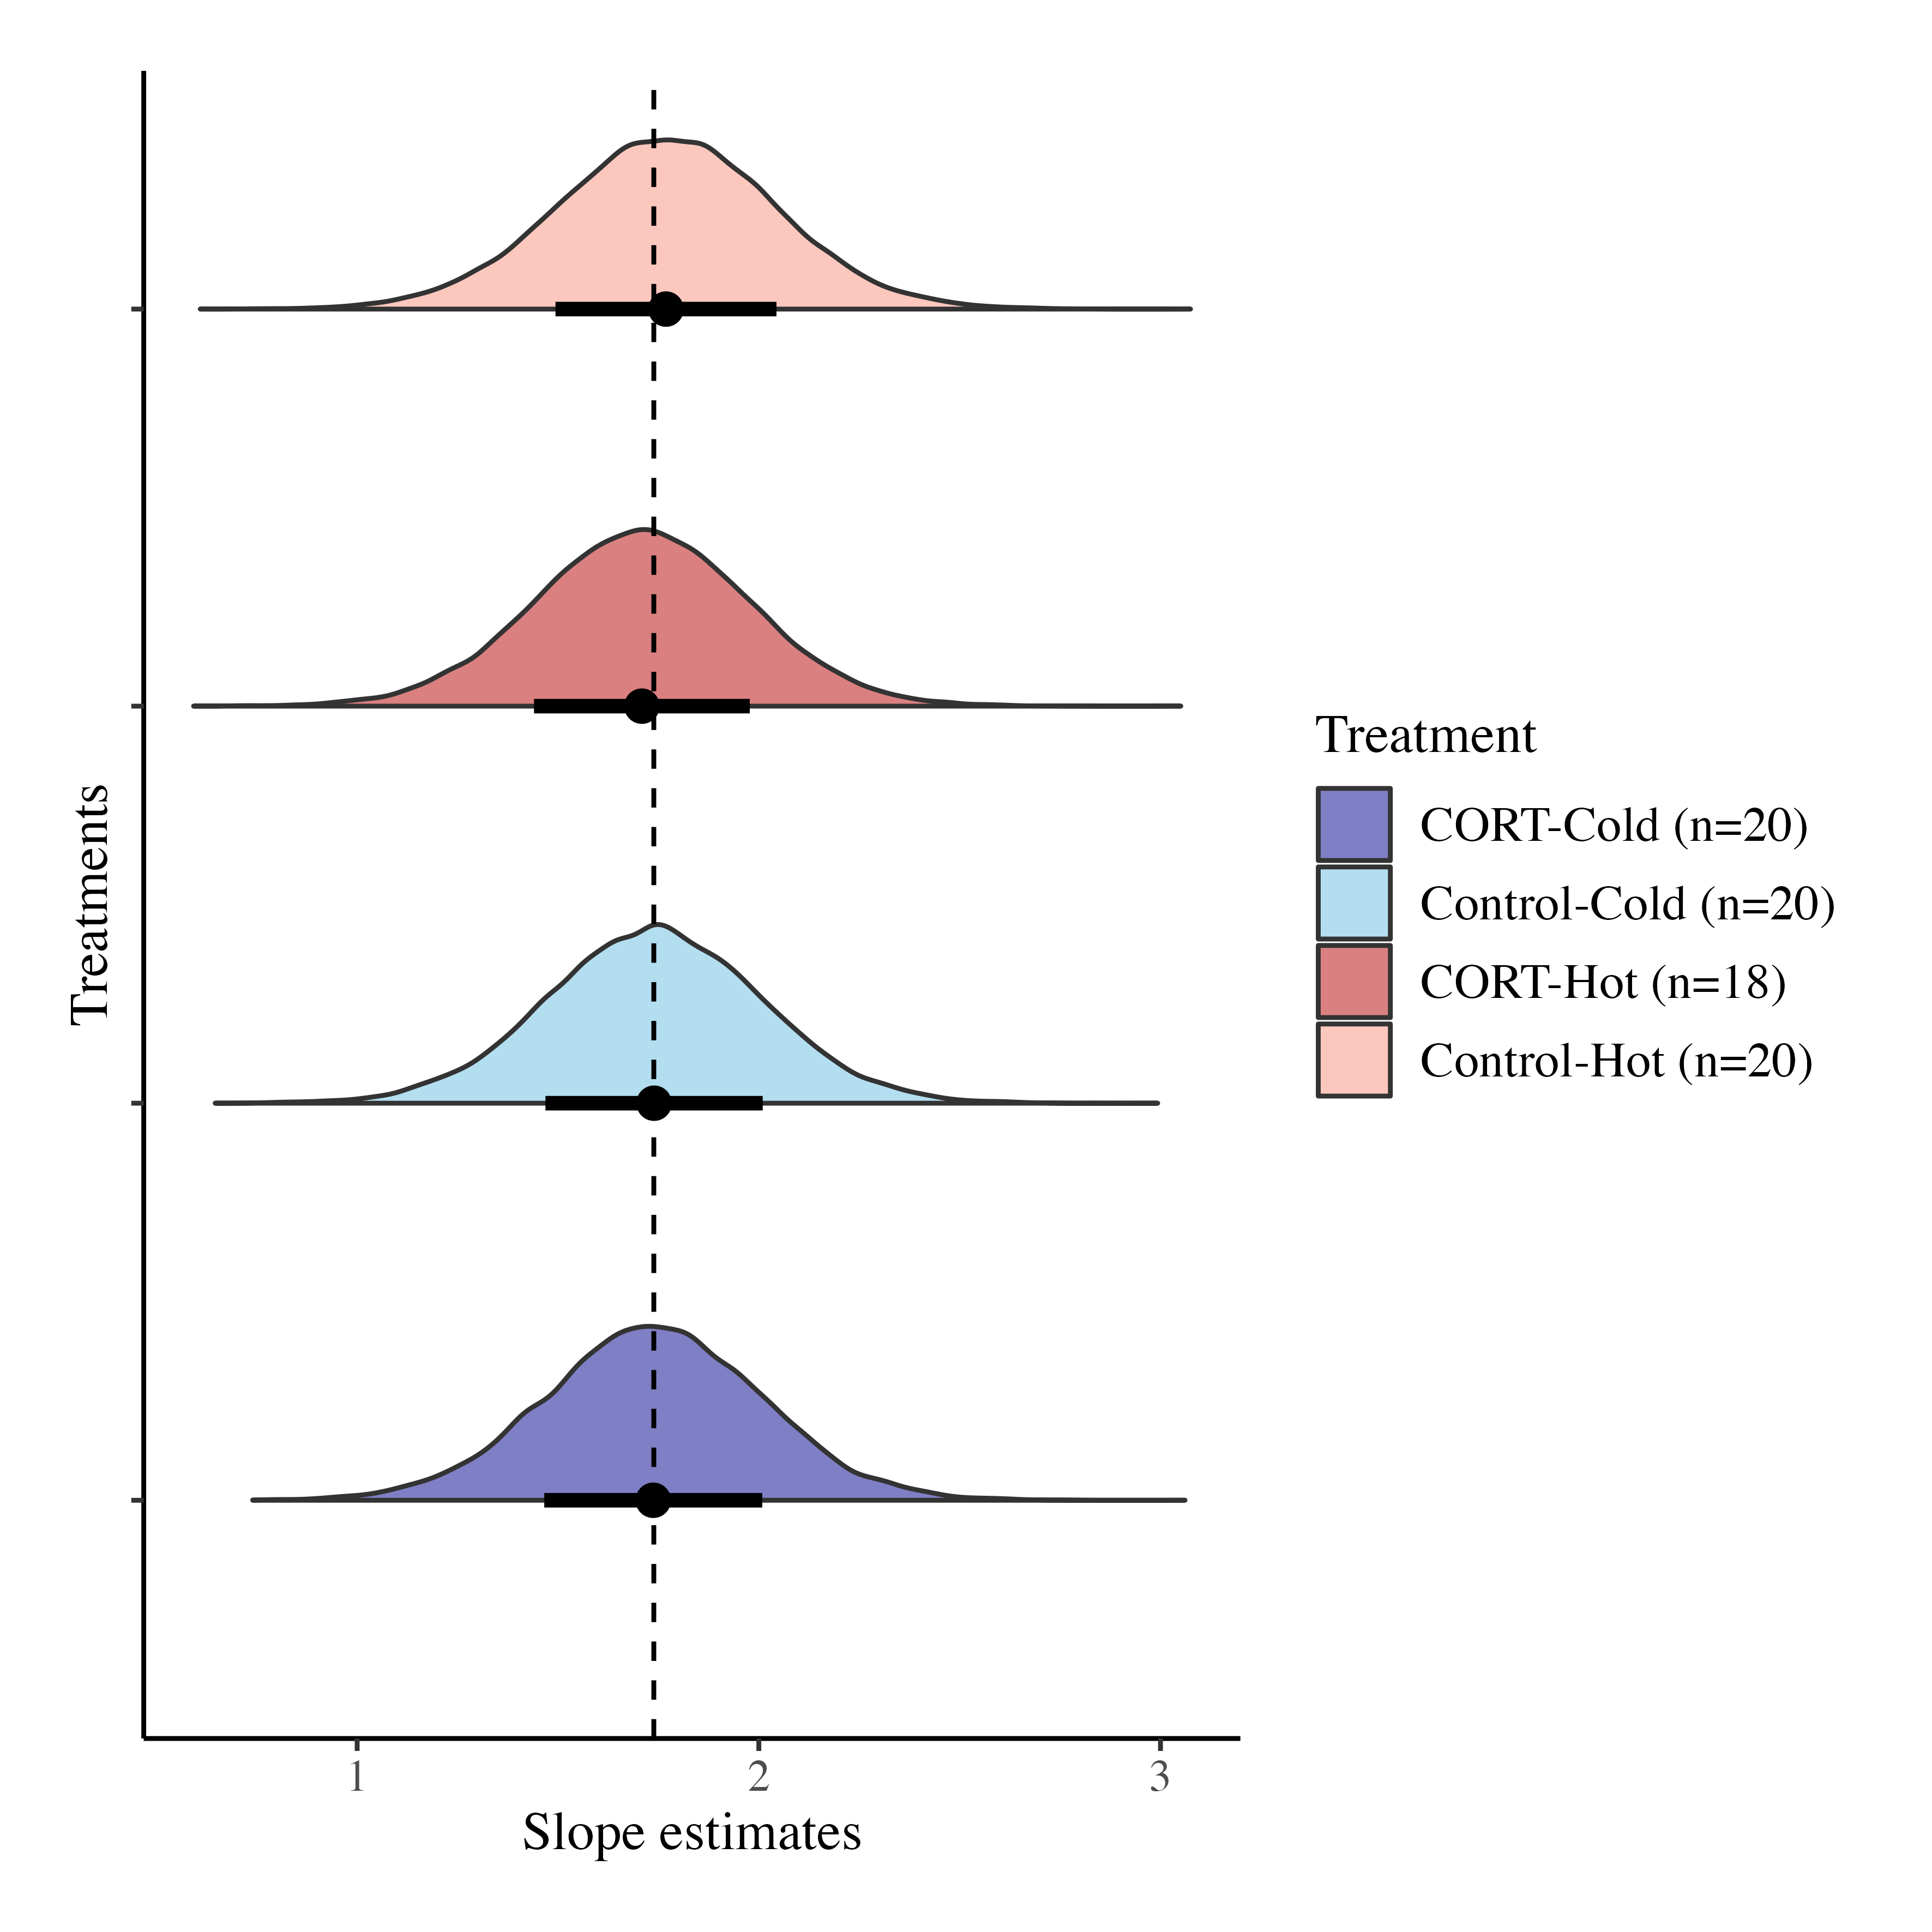 Treatments
1 2 3
Slope estimates
Treatment
CORT-Cold (n=20)
Control-Cold (n=20)
CORT-Hot (n=18)
Control-Hot (n=20)